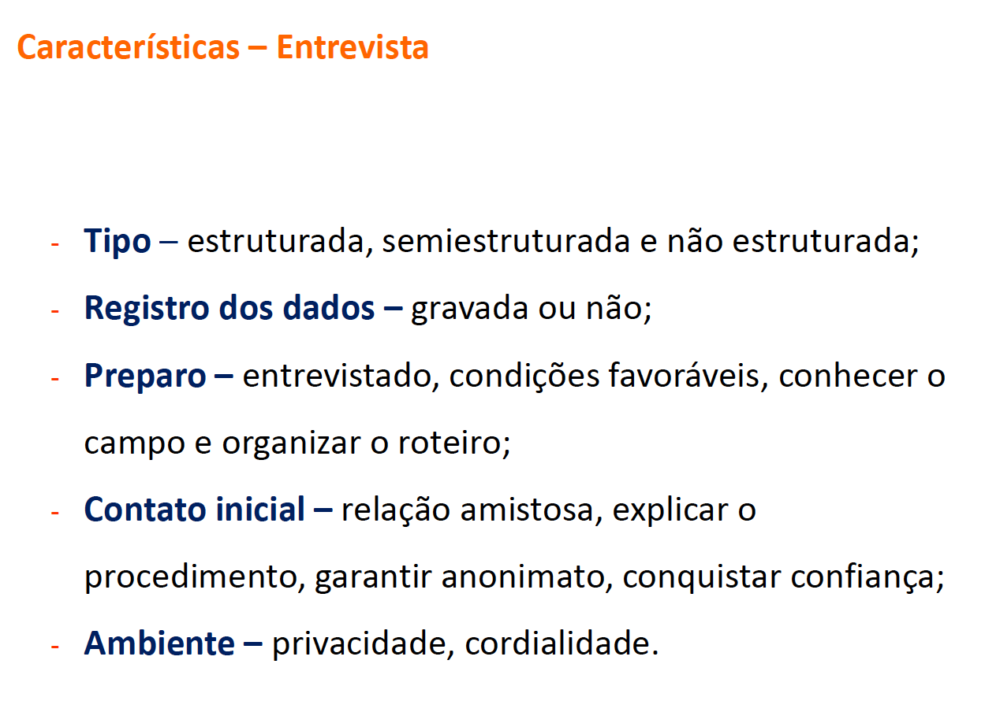 Características – Entrevista
- Tipo – estruturada, semiestruturada e não estruturada;
- Registro dos dados – gravada ou não;
- Preparo – entrevistado, condições favoráveis, conhecer o
campo e organizar o roteiro;
- Contato inicial – relação amistosa, explicar o
procedimento, garantir anonimato, conquistar confiança;
- Ambiente – privacidade, cordialidade.